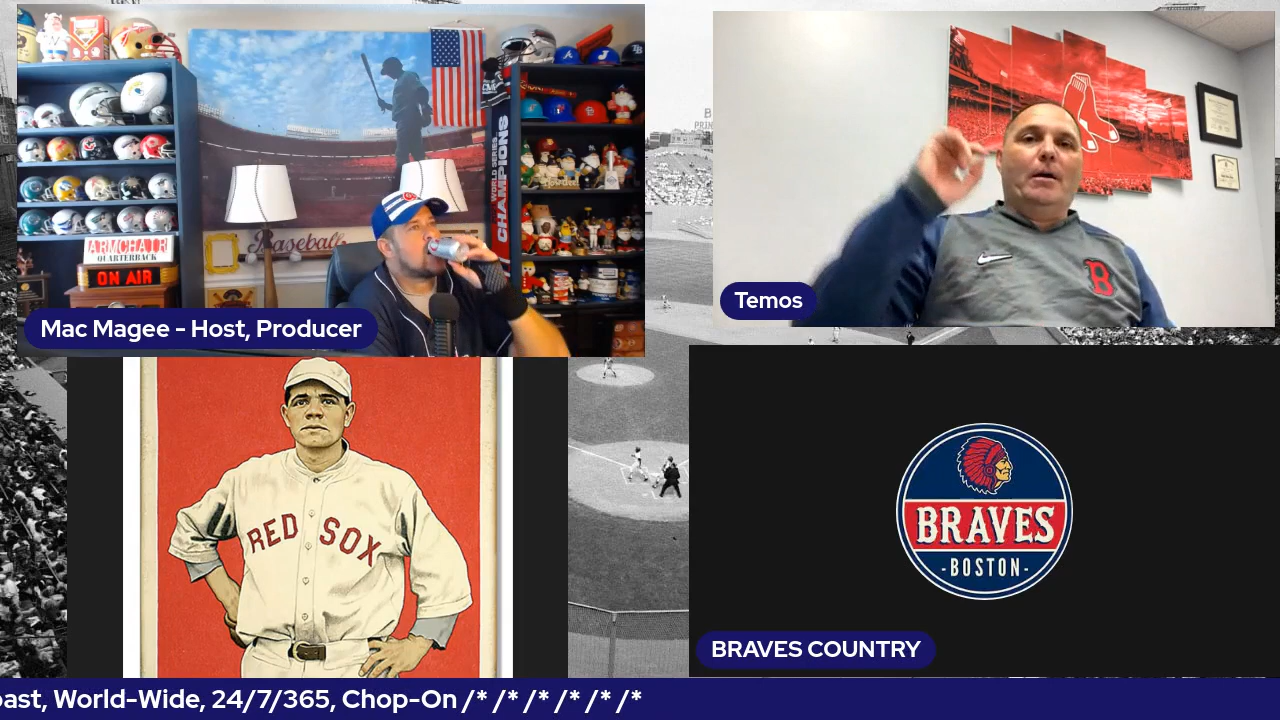 ARMCHAIR
QUARTERBACK
ON AIR
Baseball
WORLD SERIES
CHAMPIONS
Mac Magee - Host, Producer
B
Temos
RED SOX
BRAVES
-BOSTON-
BRAVES COUNTRY
oast, World-Wide, 24/7/365, Chop-On /* /* /* /* /* /*